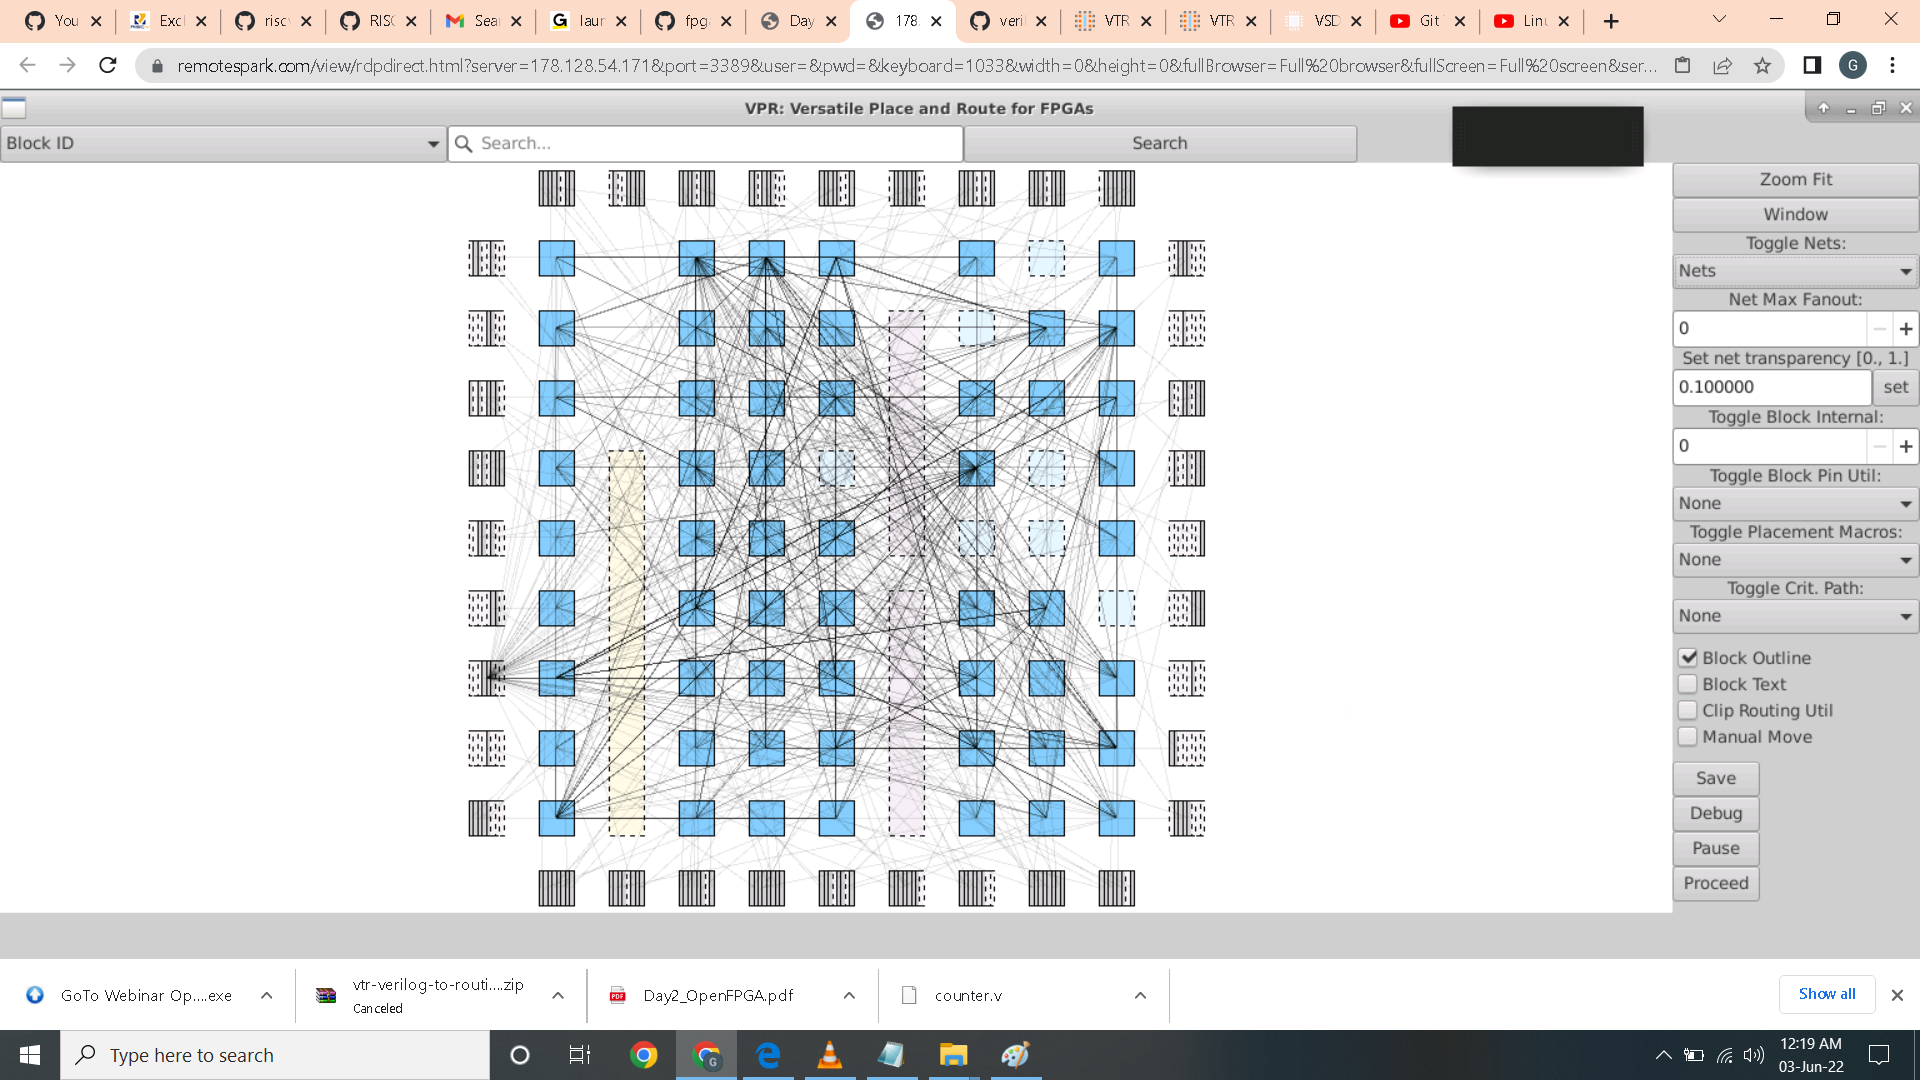 You
Excl
riscv
RISC
Sear
laur
fpg
Day
178.
veri
VTR
VTR
VSD
Git
Linu
remotespark.com/view/rdpdirect.html?server=178.128.54.171&port=3389&user=&pwd=&keyboard=1033&width=0&height=0&fullBrowser=Full%20browser&fullScreen=Full%20screen&ser...
G
VPR: Versatile Place and Route for FPGAs
Block ID
Search...
Search
Zoom Fit
Window
Toggle Nets:
Nets
Net Max Fanout:
0
Set net transparency [0., 1.]
0.100000
set
Toggle Block Internal:
0
Toggle Block Pin Util:
None
Toggle Placement Macros:
None
Toggle Crit. Path:
None
Block Outline
Block Text
Clip Routing Util
Manual Move
Save
Debug
Pause
Proceed
GoTo Webinar Op....exe
vtr-verilog-to-routi....zip
Canceled
PDF
Day2_OpenFPGA.pdf
counter.v
Show all
Type here to search
12:19 AM
03-Jun-22